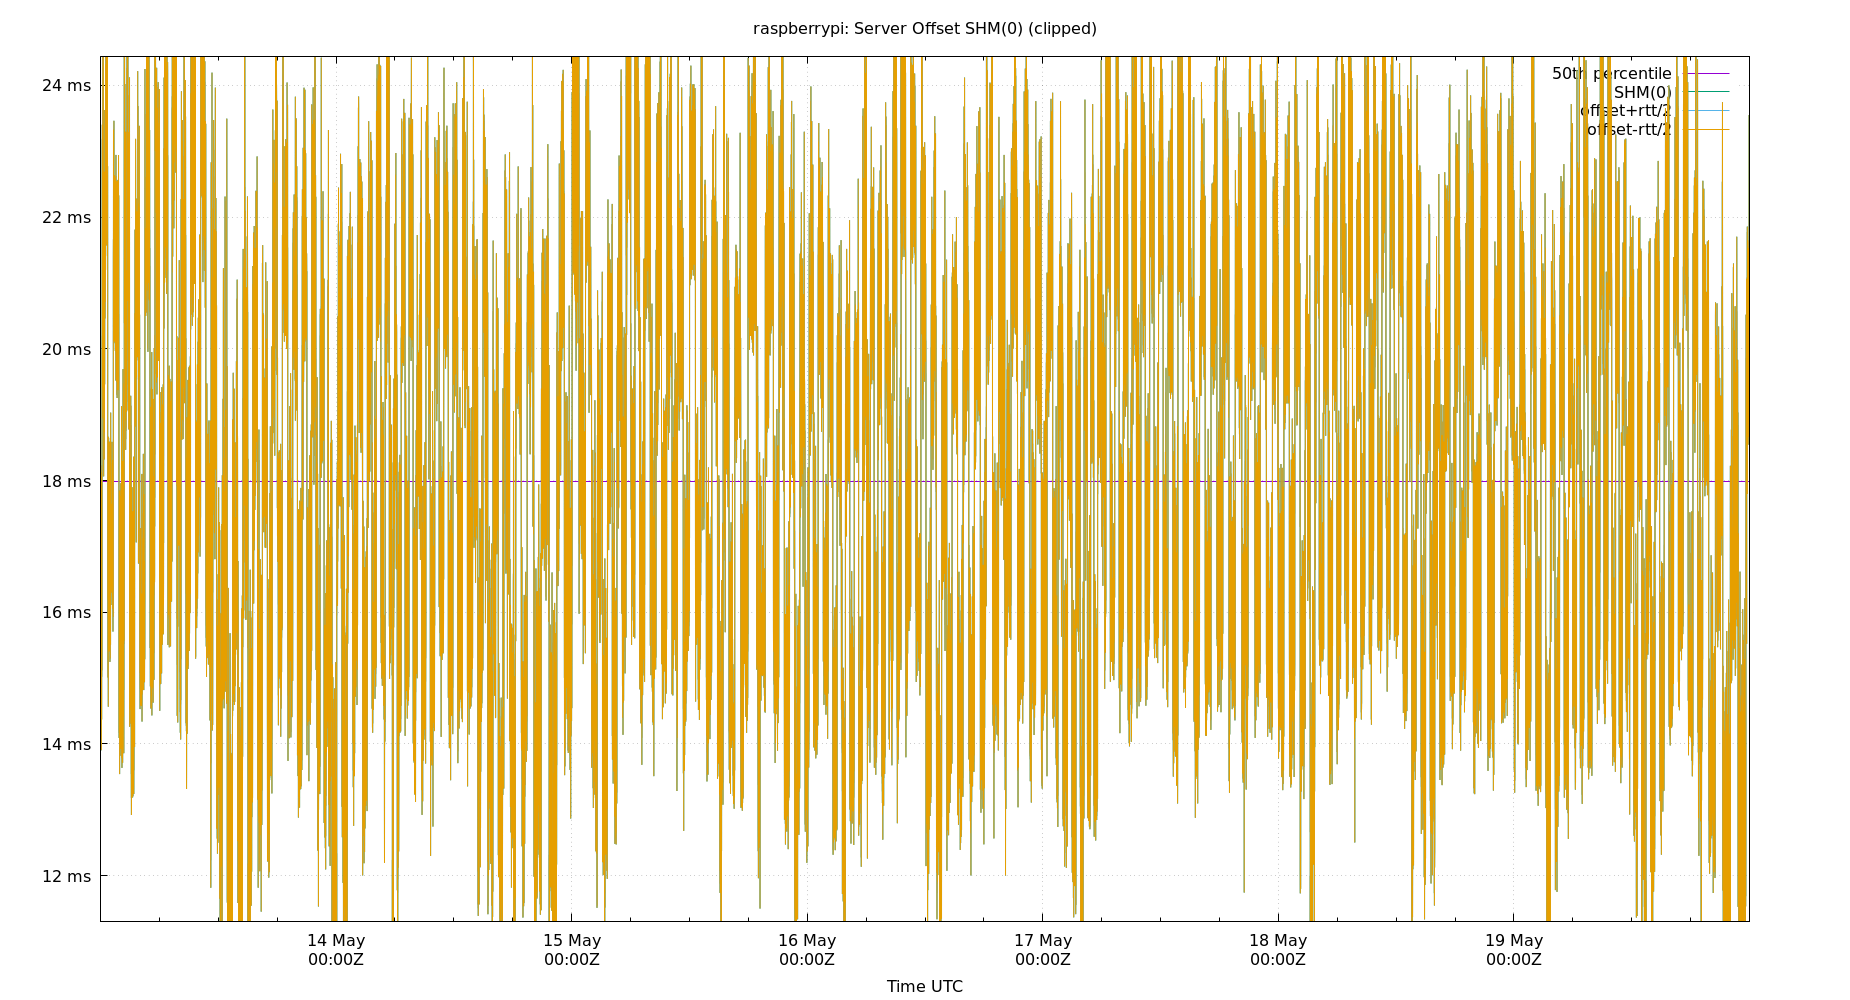 raspberrypi: Server Offset SHM(0) (clipped)
24 ms
22 ms
20 ms
18 ms
16 ms
14 ms
12 ms
50th percentile
SHM(0)
offset+rtt/2
offset-rtt/2
14 May
00:00Z
15 May
00:00Z
16 May
00:00Z
17 May
00:00Z
18 May
00:00Z
19 May
00:00Z
Time UTC